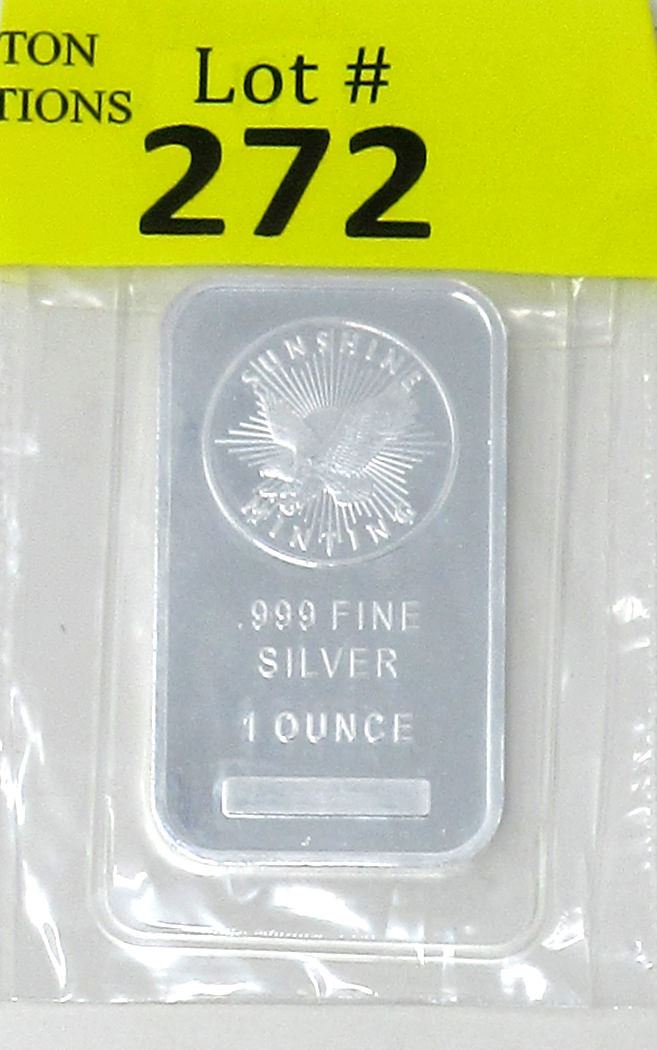 TON
TIONS
Lot #
272
SUNSHINE
MINTING
.999 FINE
SILVER
1 OUNCE